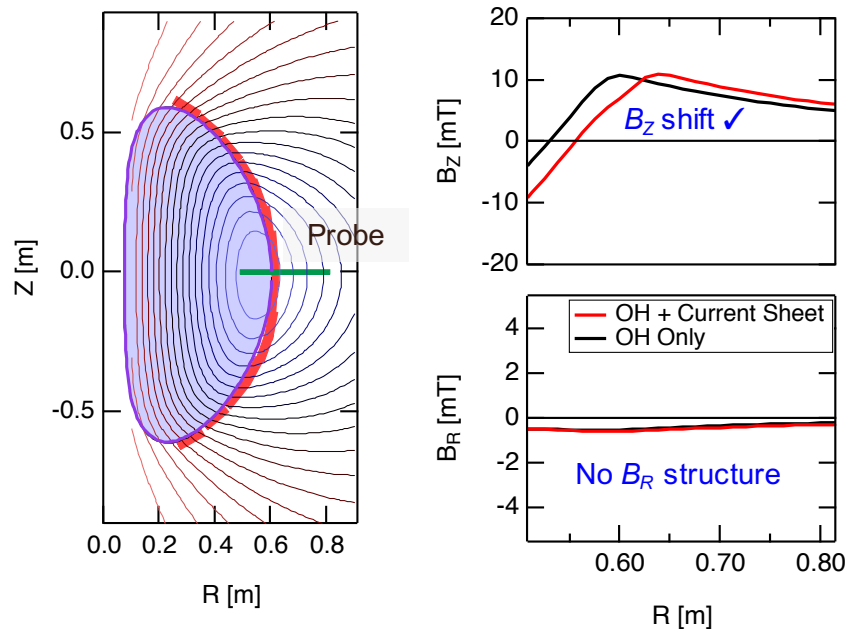 0.5
0.0
-0.5
Z [m]
0.0
0.2
0.4
0.6
0.8
R [m]
Probe
20
10
0
-10
-20
B_Z [mT]
B_Z shift ✓
4
2
0
-2
-4
B_R [mT]
OH + Current Sheet
OH Only
No B_R structure
0.60
0.70
0.80
R [m]